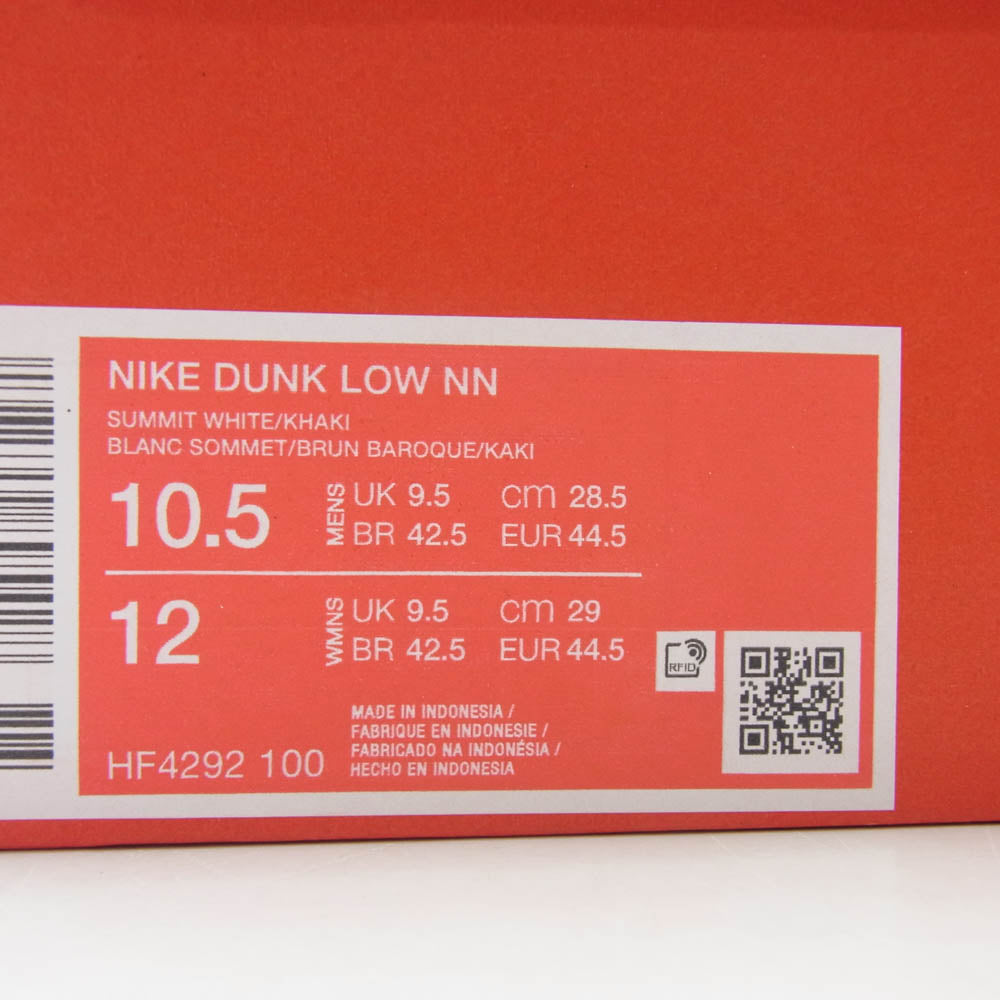 NIKE DUNK LOW NN
SUMMIT WHITE/KHAKI
BLANC SOMMET/BRUN BAROQUE/KAKI
10.5 MENS UK 9.5 cm 28.5
BR 42.5 EUR 44.5
12 WMNS UK 9.5 cm 29
BR 42.5 EUR 44.5
RFID
HF4292 100
MADE IN INDONESIA /
FABRIQUE EN INDONESIE /
FABRICADO NA INDONÉSIA /
HECHO EN INDONESIA